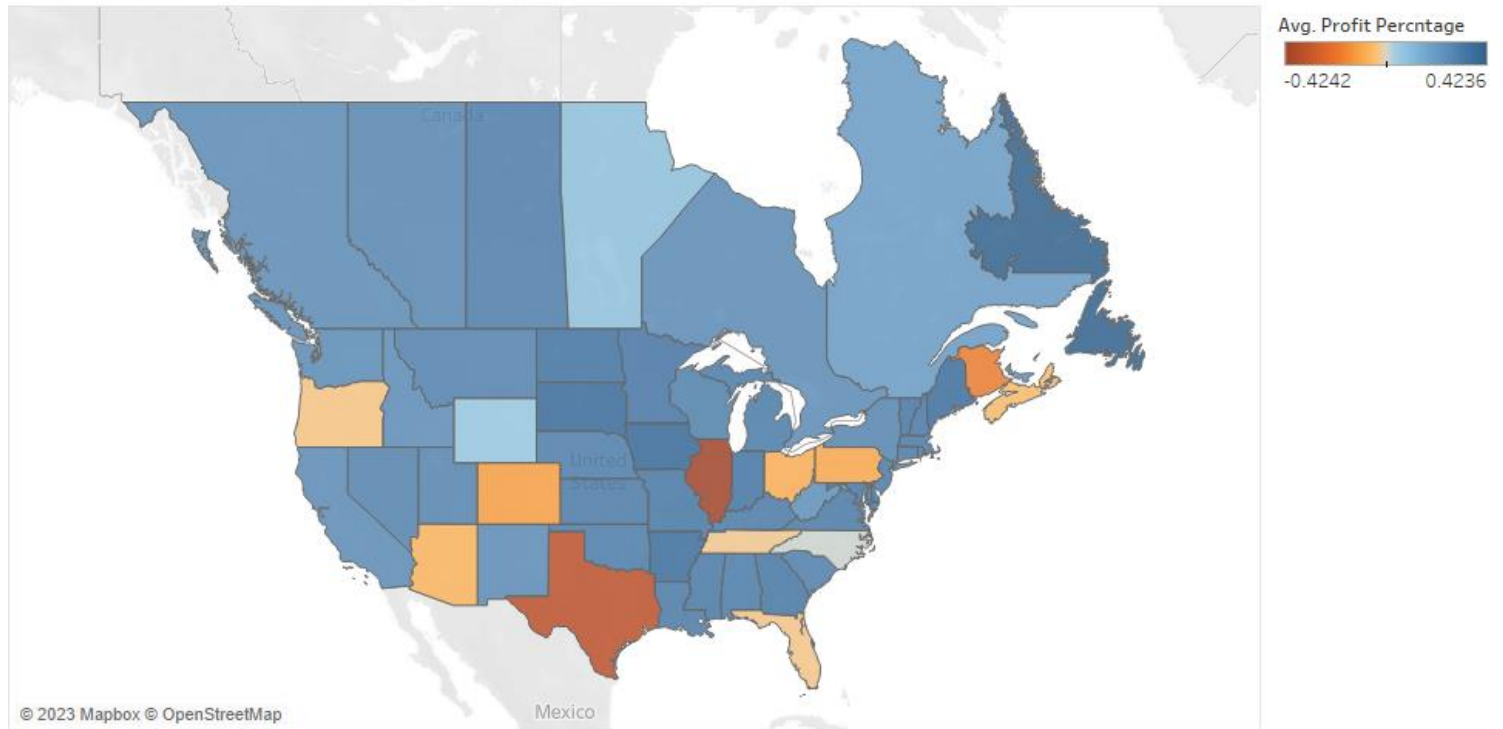 Avg. Profit Percntage
-0.4242 0.4236
Canada
United
States
Mexico
© 2023 Mapbox © OpenStreetMap